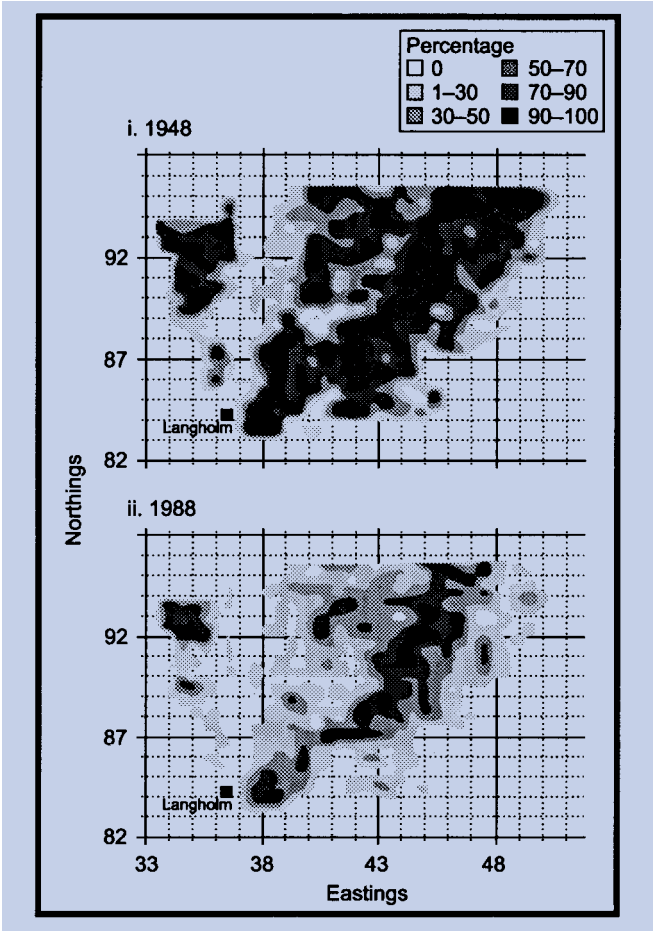 Percentage
0 50–70
1–30 70–90
30–50 90–100
i. 1948
92
87
Langholm
82
Northings
ii. 1988
92
87
Langholm
82
33 38 43 48
Eastings